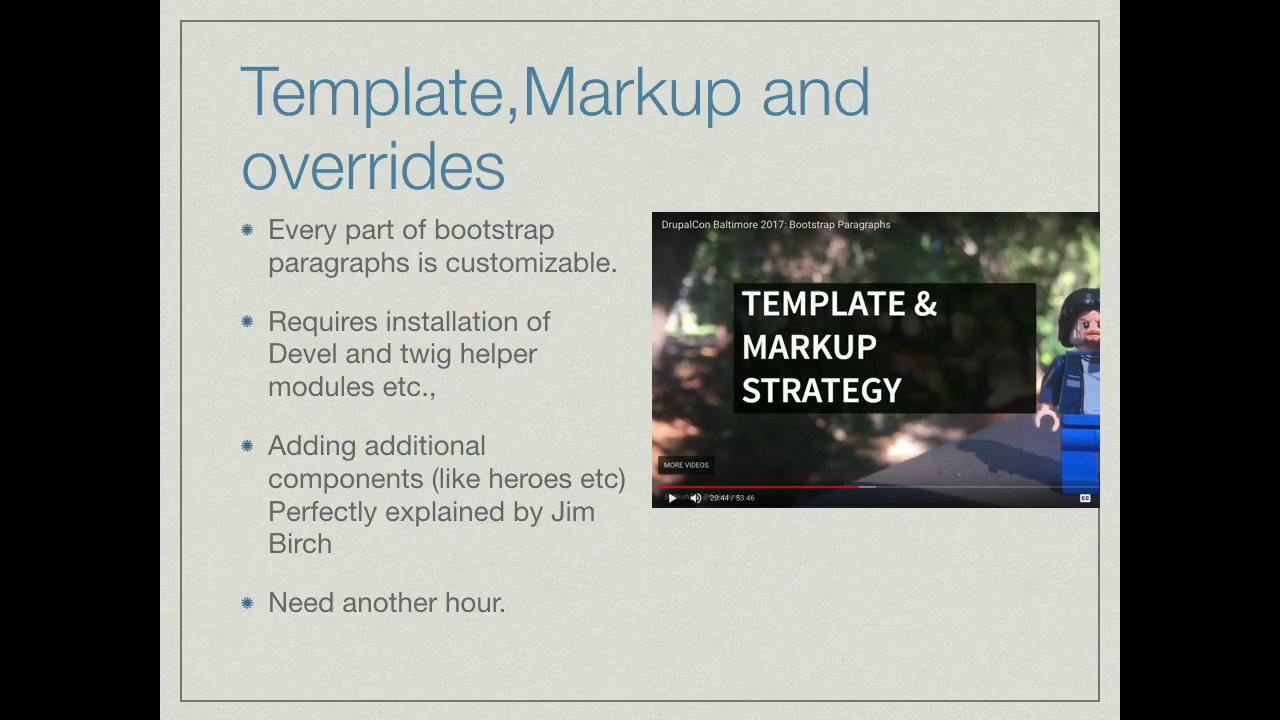 Template,Markup and
overrides
Every part of bootstrap
paragraphs is customizable.
Requires installation of
Devel and twig helper
modules etc.,
Adding additional
components (like heroes etc)
Perfectly explained by Jim
Birch
Need another hour.
DrupalCon Baltimore 2017: Bootstrap Paragraphs
TEMPLATE &
MARKUP
STRATEGY
MORE VIDEOS
20:44 / 53:46
CC